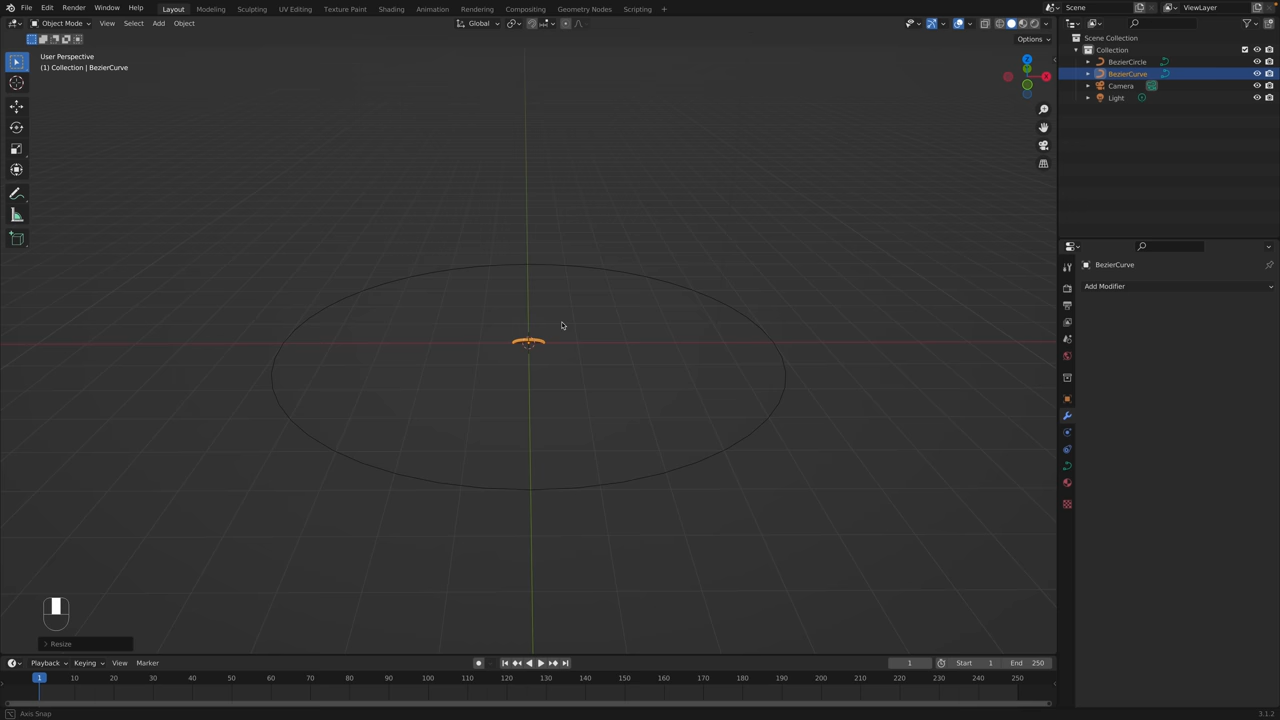 File Edit Render Window Help Layout Modeling Sculpting UV Editing Texture Paint Shading Animation Rendering Compositing Geometry Nodes Scripting + Scene ViewLayer
Object Mode View Select Add Object Global
Options
User Perspective
(1) Collection | BezierCurve
Z
Y
X
Scene Collection
Collection
BezierCircle
BezierCurve
Camera
Light
BezierCurve
Add Modifier
Resize
Playback Keying View Marker 1 Start 1 End 250
1 10 20 30 40 50 60 70 80 90 100 110 120 130 140 150 160 170 180 190 200 210 220 230 240 250
Axis Snap 3.1.2